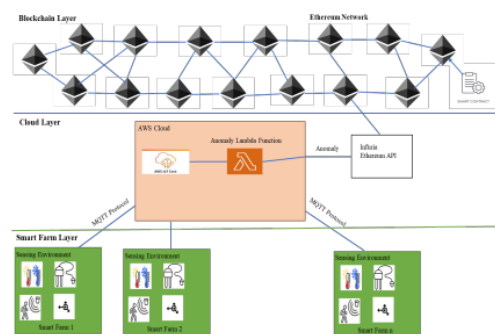 Blockchain Layer
Ethereum Network
SMART CONTRACT
Cloud Layer
AWS Cloud
Anomaly Lambda Function
AWS IoT Core
Anomaly
Infura
Ethereum API
MQTT Protocol
MQTT Protocol
Smart Farm Layer
Sensing Environment
Smart Farm 1
Sensing Environment
Smart Farm 2
Sensing Environment
Smart Farm n